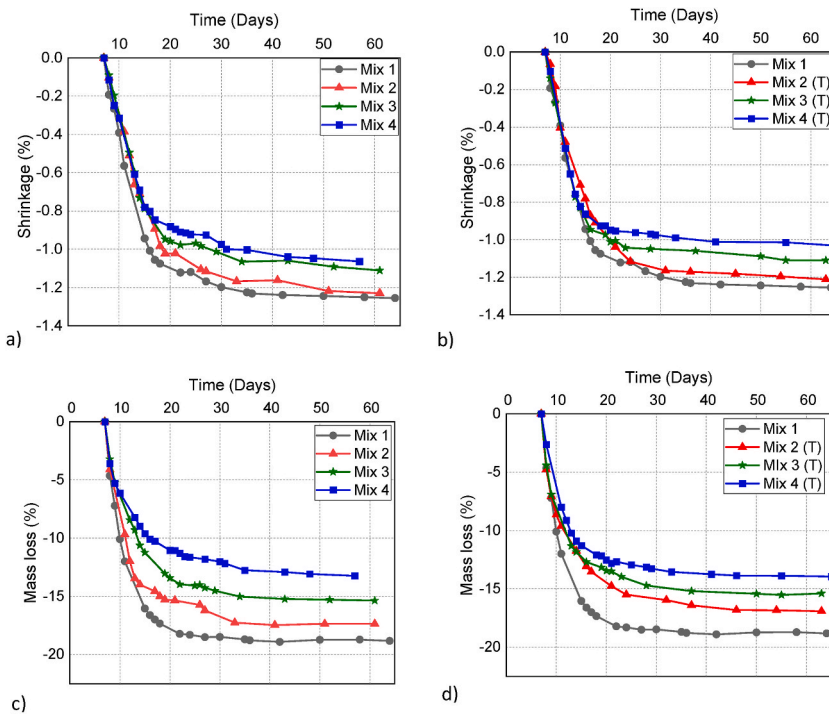 Time (Days)
0 10 20 30 40 50 60
0.0
-0.2
-0.4
-0.6
-0.8
-1.0
-1.2
-1.4
Shrinkage (%)
Mix 1
Mix 2
Mix 3
Mix 4
a)
Time (Days)
0 10 20 30 40 50 60
0.0
-0.2
-0.4
-0.6
-0.8
-1.0
-1.2
-1.4
Shrinkage (%)
Mix 1
Mix 2 (T)
Mix 3 (T)
Mix 4 (T)
b)
Time (Days)
0 10 20 30 40 50 60
0
-5
-10
-15
-20
Mass loss (%)
Mix 1
Mix 2
Mix 3
Mix 4
c)
Time (Days)
0 10 20 30 40 50 60
0
-5
-10
-15
-20
Mass loss (%)
Mix 1
Mix 2 (T)
MIx 3 (T)
Mix 4 (T)
d)